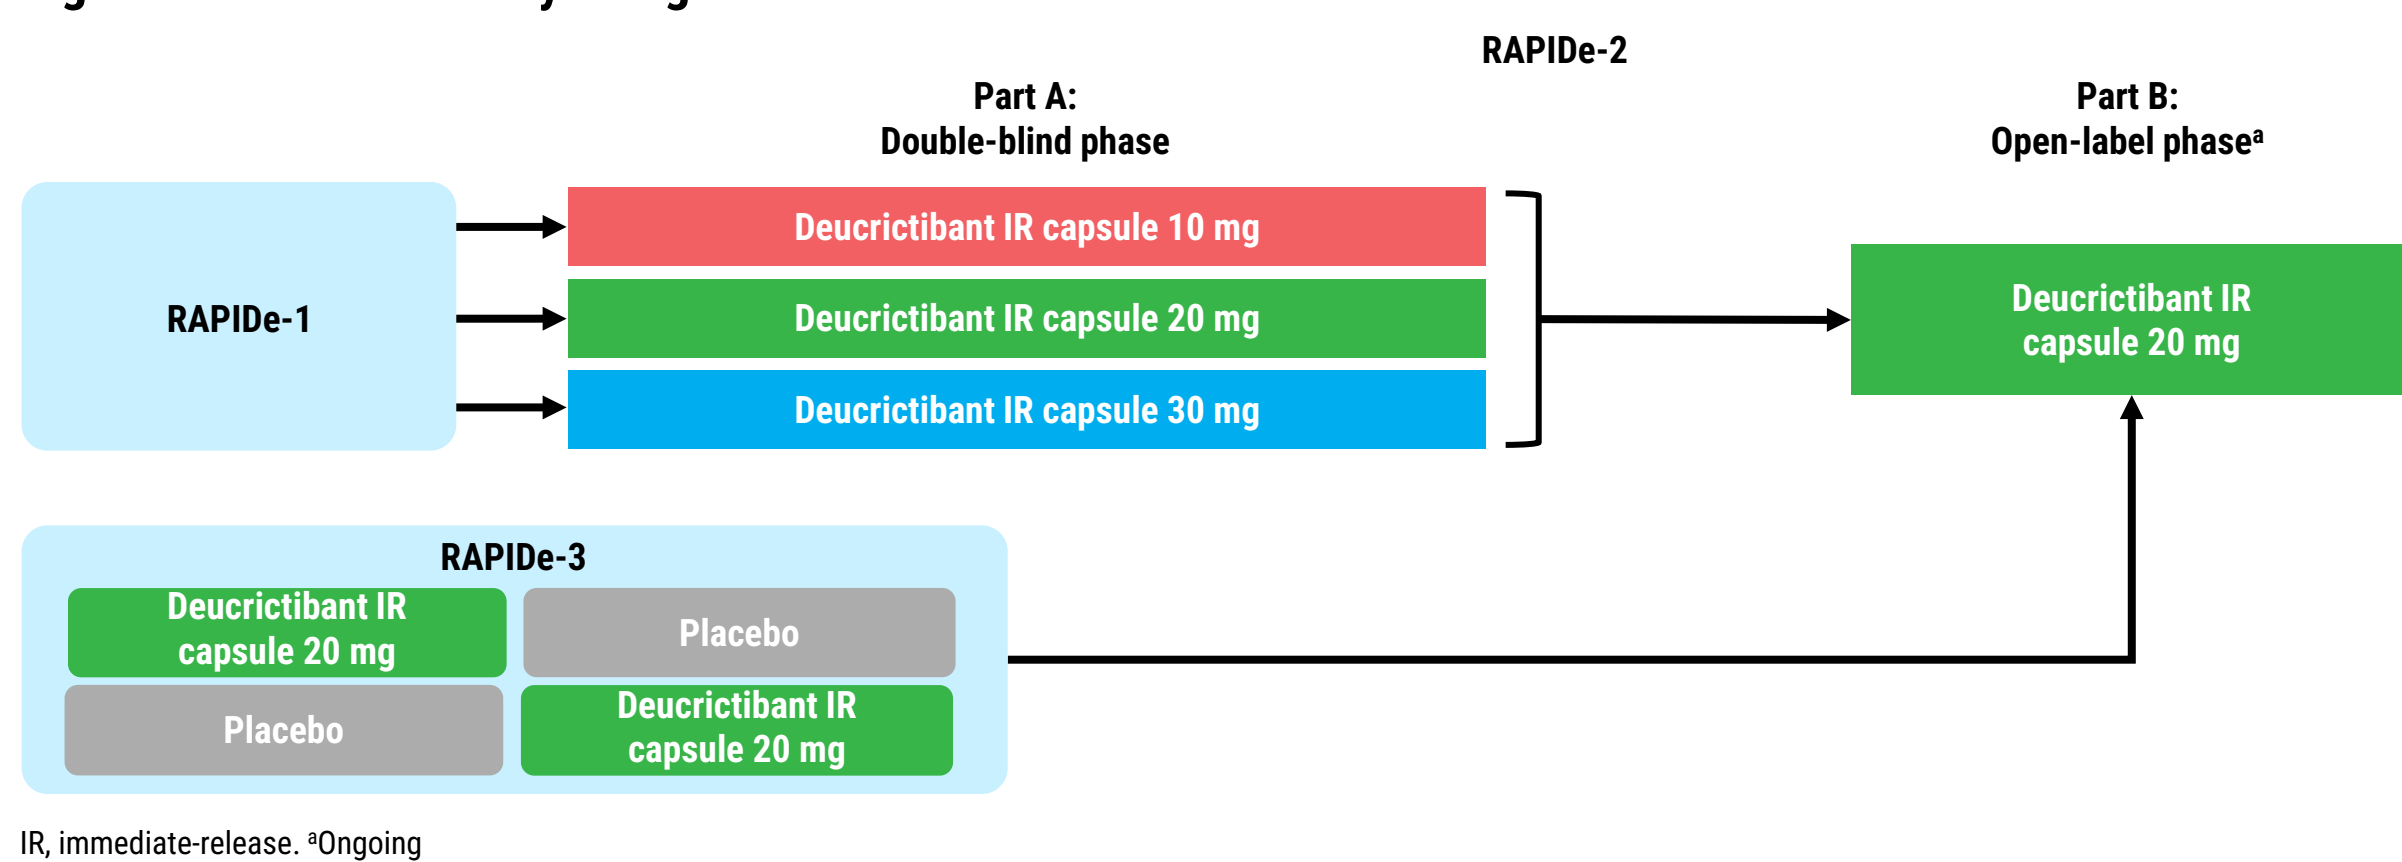 RAPIDe-2
Part A:
Double-blind phase
Part B:
Open-label phaseᵃ
RAPIDe-1
Deucrictibant IR capsule 10 mg
Deucrictibant IR capsule 20 mg
Deucrictibant IR capsule 30 mg
Deucrictibant IR
capsule 20 mg
RAPIDe-3
Deucrictibant IR
capsule 20 mg
Placebo
Placebo
Deucrictibant IR
capsule 20 mg
IR, immediate-release. ᵃOngoing